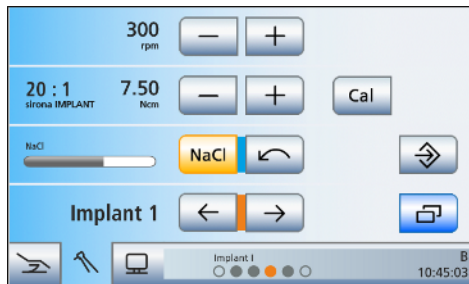 300
rpm
20 : 1 7.50
sirona IMPLANT Ncm
Cal
NaCl
NaCl
Implant 1
Implant I
B
10:45:03